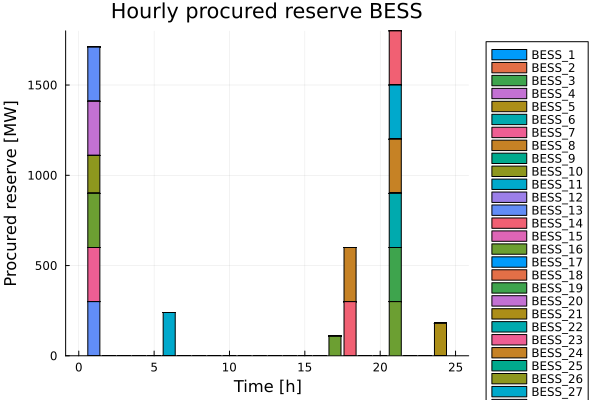 Hourly procured reserve BESS
Procured reserve [MW]
1500
1000
500
0
0 5 10 15 20 25
Time [h]
BESS_1
BESS_2
BESS_3
BESS_4
BESS_5
BESS_6
BESS_7
BESS_8
BESS_9
BESS_10
BESS_11
BESS_12
BESS_13
BESS_14
BESS_15
BESS_16
BESS_17
BESS_18
BESS_19
BESS_20
BESS_21
BESS_22
BESS_23
BESS_24
BESS_25
BESS_26
BESS_27